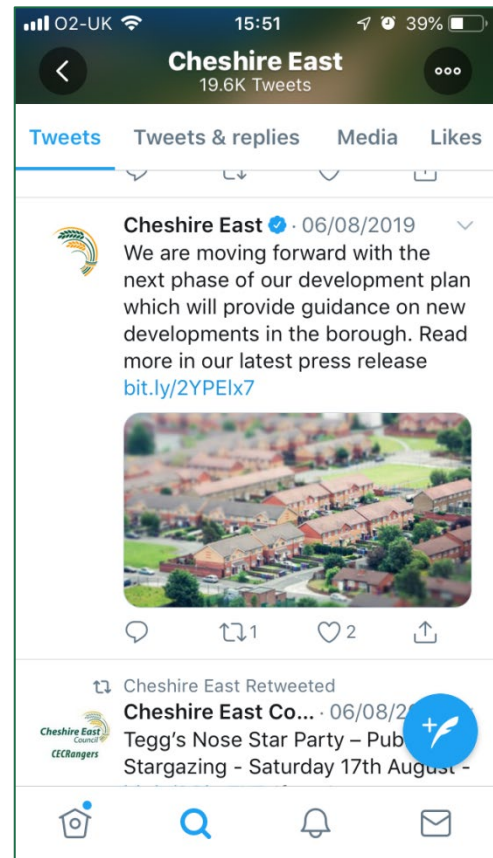 O2-UK 15:51 39%
Cheshire East
19.6K Tweets
Tweets Tweets & replies Media Likes
Cheshire East · 06/08/2019
We are moving forward with the
next phase of our development plan
which will provide guidance on new
developments in the borough. Read
more in our latest press release
bit.ly/2YPElx7
1 2
Cheshire East Retweeted
Cheshire East Co... · 06/08/2
Cheshire East
Council
CECRangers
Tegg's Nose Star Party – Pub
Stargazing - Saturday 17th August -